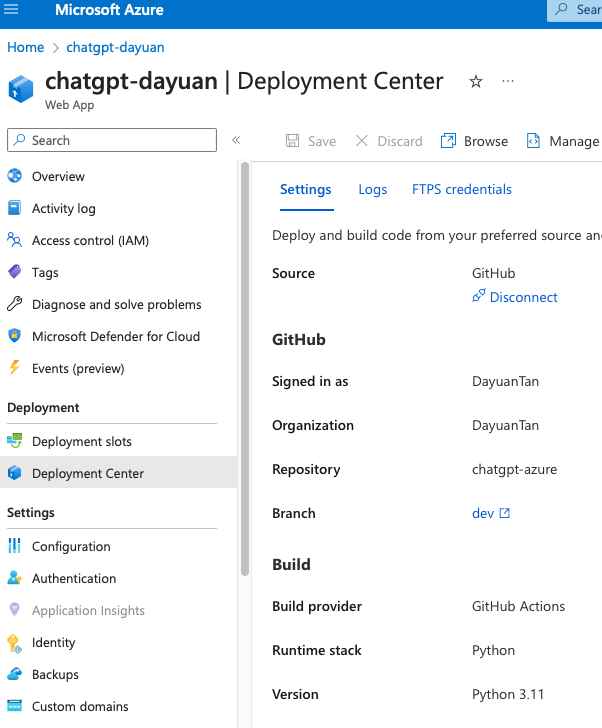 Microsoft Azure
Sear
Home > chatgpt-dayuan
chatgpt-dayuan | Deployment Center
Web App
Search
Overview
Activity log
Access control (IAM)
Tags
Diagnose and solve problems
Microsoft Defender for Cloud
Events (preview)
Deployment
Deployment slots
Deployment Center
Settings
Configuration
Authentication
Application Insights
Identity
Backups
Custom domains
Save Discard Browse Manage
Settings Logs FTPS credentials
Deploy and build code from your preferred source an
Source GitHub
Disconnect
GitHub
Signed in as DayuanTan
Organization DayuanTan
Repository chatgpt-azure
Branch dev
Build
Build provider GitHub Actions
Runtime stack Python
Version Python 3.11